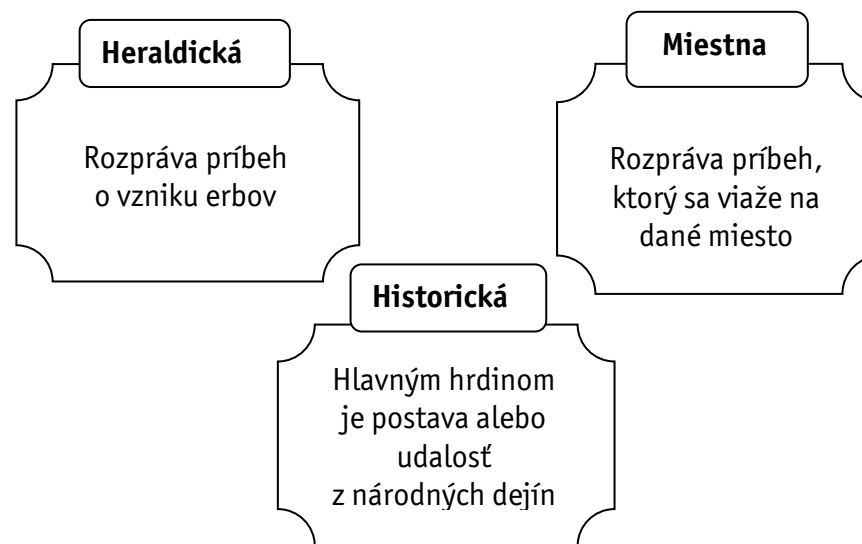 Heraldická
Rozpráva príbeh
o vzniku erbov
Miestna
Rozpráva príbeh,
ktorý sa viaže na
dané miesto
Historická
Hlavným hrdinom
je postava alebo
udalosť
z národných dejín